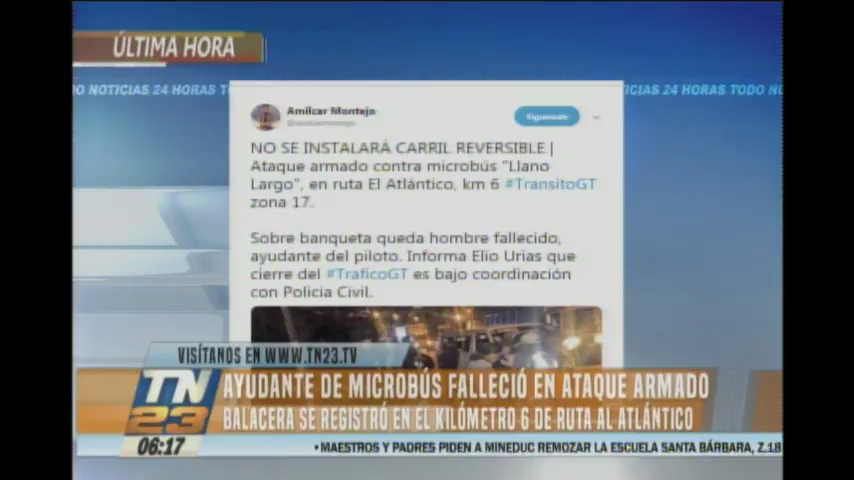 ÚLTIMA HORA
O NOTICIAS 24 HORAS T
IAS 24 HORAS TODO NO
Amilcar Montejo
Siguiendo
NO SE INSTALARÁ CARRIL REVERSIBLE |
Ataque armado contra microbús "Llano
Largo", en ruta El Atlántico, km 6 #TransitoGT
zona 17.
Sobre banqueta queda hombre fallecido,
ayudante del piloto. Informa Elio Urias que
cierre del #TraficoGT es bajo coordinación
con Policia Civil.
VISÍTANOS EN WWW.TN23.TV
TN
23
AYUDANTE DE MICROBÚS FALLECIÓ EN ATAQUE ARMADO
BALACERA SE REGISTRÓ EN EL KILÓMETRO 6 DE RUTA AL ATLÁNTICO
06:17
•MAESTROS Y PADRES PIDEN A MINEDUC REMOZAR LA ESCUELA SANTA BÁRBARA, Z.18